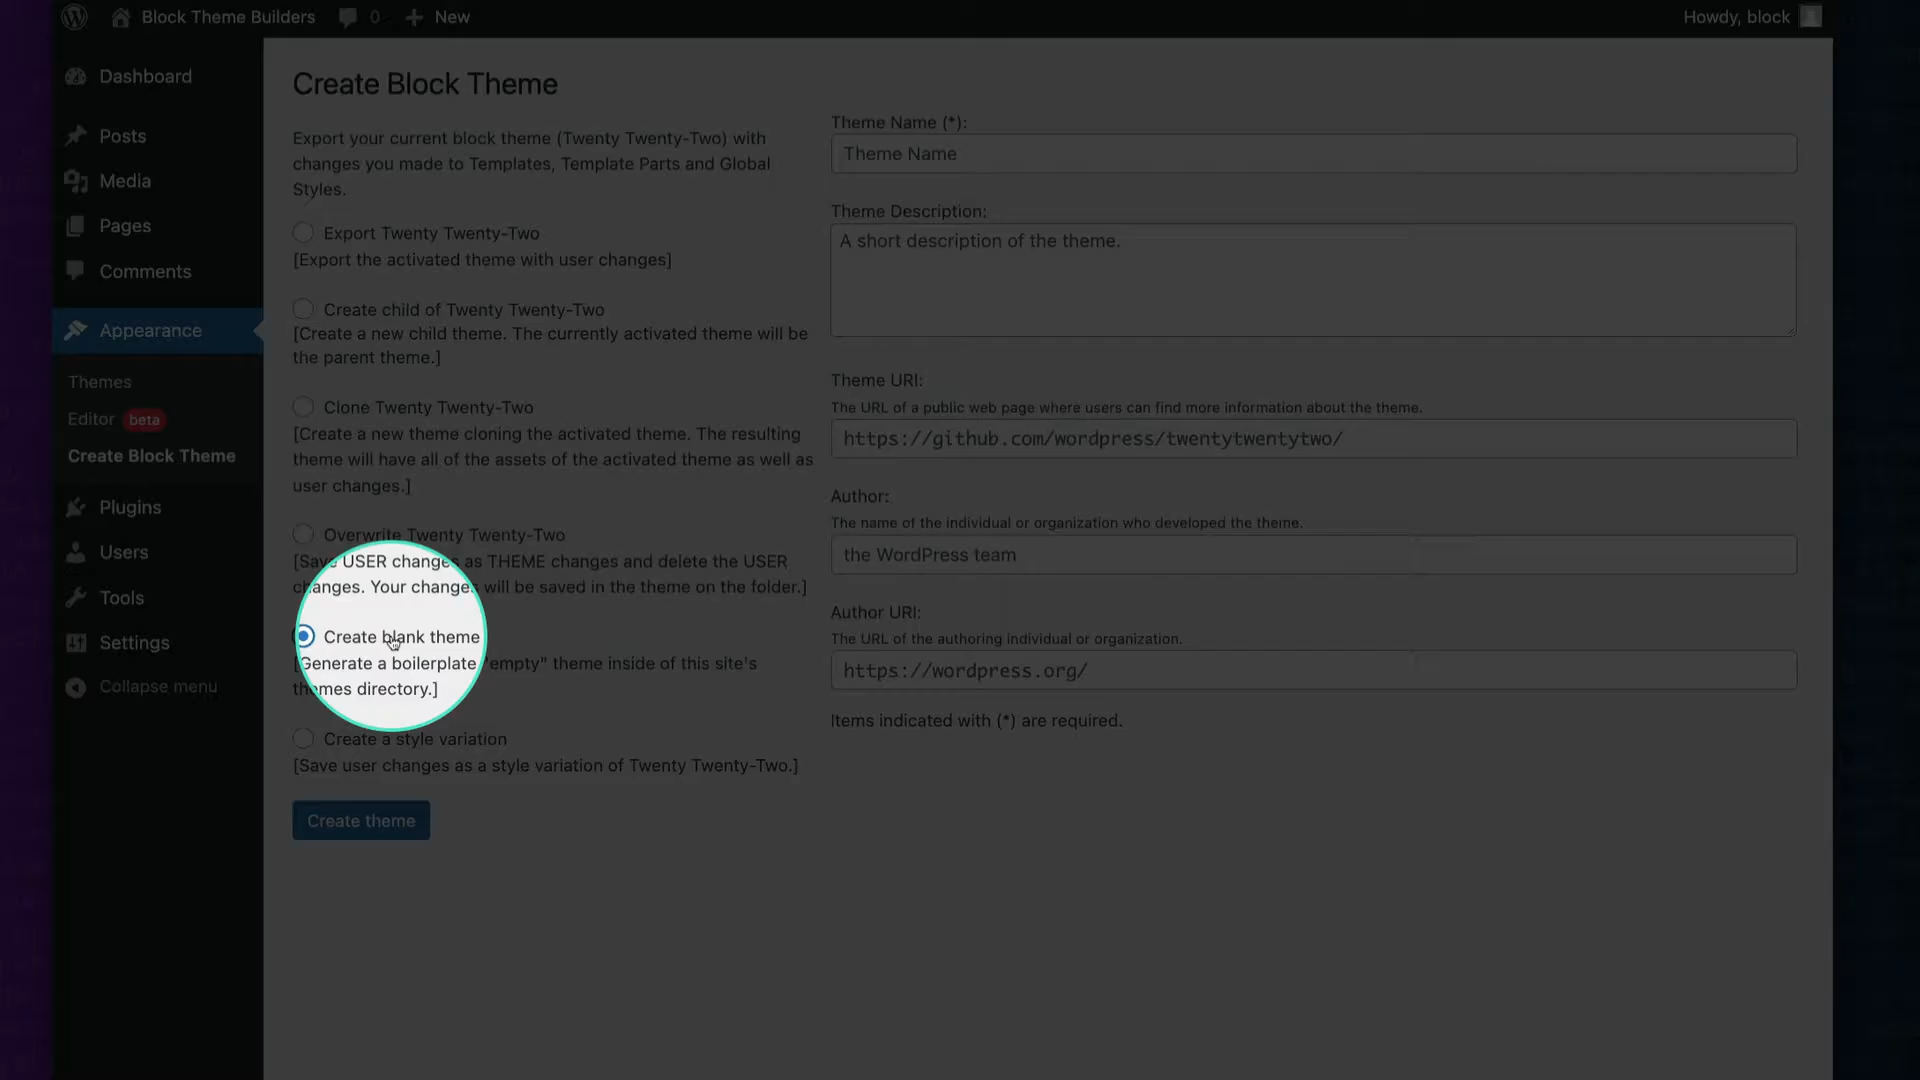 Block Theme Builders 0 New Howdy, block
Dashboard
Posts
Media
Pages
Comments
Appearance
Themes
Editor beta
Create Block Theme
Plugins
Users
Tools
Settings
Collapse menu
Create Block Theme
Export your current block theme (Twenty Twenty-Two) with
changes you made to Templates, Template Parts and Global
Styles.
Export Twenty Twenty-Two
[Export the activated theme with user changes]
Create child of Twenty Twenty-Two
[Create a new child theme. The currently activated theme will be
the parent theme.]
Clone Twenty Twenty-Two
[Create a new theme cloning the activated theme. The resulting
theme will have all of the assets of the activated theme as well as
user changes.]
Overwrite Twenty Twenty-Two
[Save USER changes as THEME changes and delete the USER
changes. Your changes will be saved in the theme on the folder.]
Create blank theme
[Generate a boilerplate "empty" theme inside of this site's
themes directory.]
Create a style variation
[Save user changes as a style variation of Twenty Twenty-Two.]
Create theme
Theme Name (*):
Theme Name
Theme Description:
A short description of the theme.
Theme URI:
The URL of a public web page where users can find more information about the theme.
https://github.com/wordpress/twentytwentytwo/
Author:
The name of the individual or organization who developed the theme.
the WordPress team
Author URI:
The URL of the authoring individual or organization.
https://wordpress.org/
Items indicated with (*) are required.